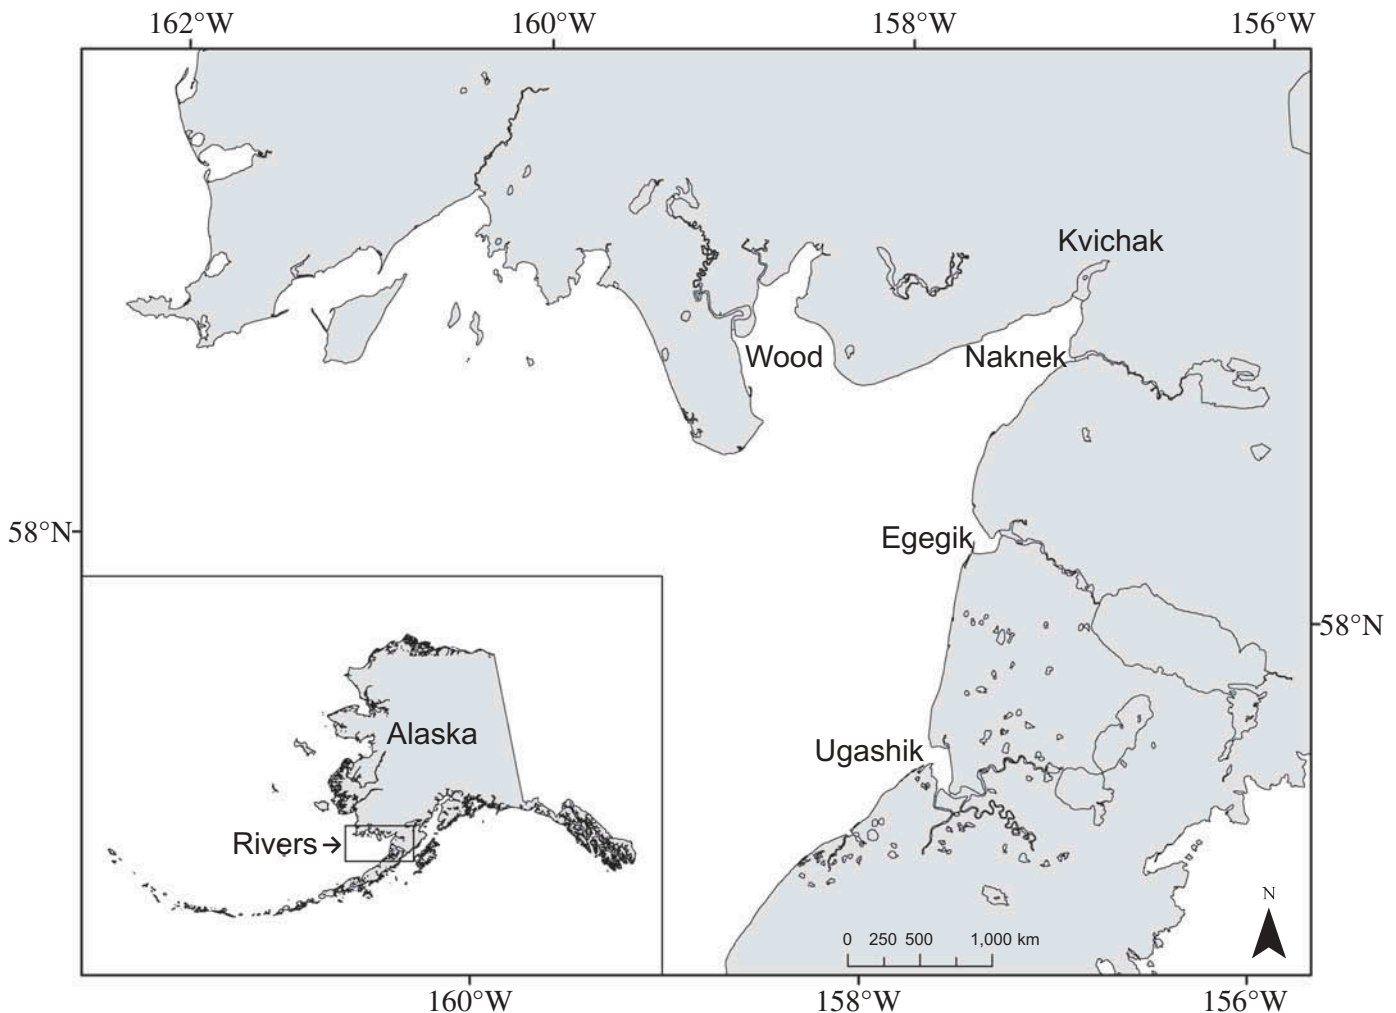 162°W 160°W 158°W 156°W
Kvichak
Wood
Naknek
58°N
Egegik
58°N
Alaska
Ugashik
Rivers
N
0 250 500 1,000 km
160°W 158°W 156°W